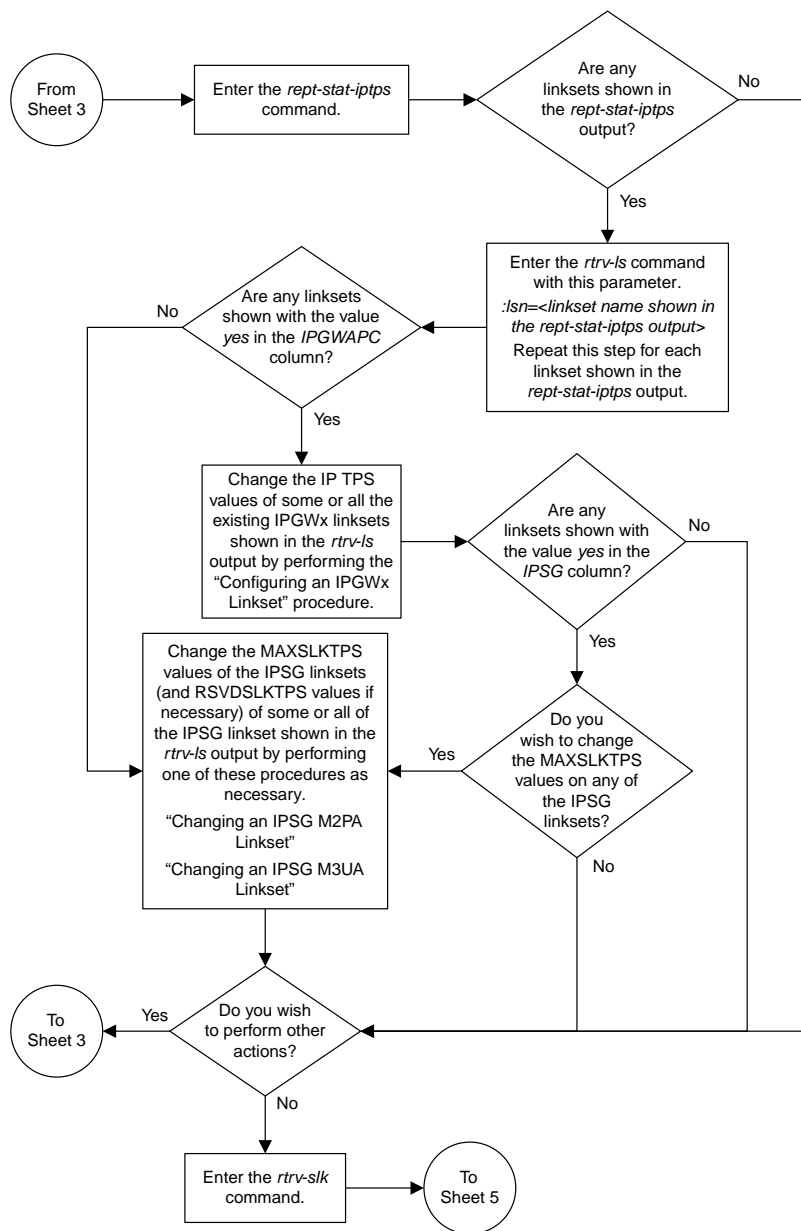 From
Sheet 3
Enter the rept-stat-iptps
command.
Are any
linksets shown in
the rept-stat-iptps
output?
No
Yes
Enter the rtrv-ls command
with this parameter.
:lsn=<linkset name shown in
the rept-stat-iptps output>
Repeat this step for each
linkset shown in the
rept-stat-iptps output.
Are any linksets
shown with the value
yes in the IPGWAPC
column?
No
Yes
Change the IP TPS
values of some or all the
existing IPGWx linksets
shown in the rtrv-ls
output by performing the
“Configuring an IPGWx
Linkset” procedure.
Are any
linksets shown with
the value yes in the
IPSG column?
No
Yes
Do you
wish to change
the MAXSLKTPS
values on any of
the IPSG
linksets?
Yes
No
Change the MAXSLKTPS
values of the IPSG linksets
(and RSVDSLKTPS values if
necessary) of some or all of
the IPSG linkset shown in the
rtrv-ls output by performing
one of these procedures as
necessary.
“Changing an IPSG M2PA
Linkset”
“Changing an IPSG M3UA
Linkset”
Do you wish
to perform other
actions?
Yes
To
Sheet 3
No
Enter the rtrv-slk
command.
To
Sheet 5